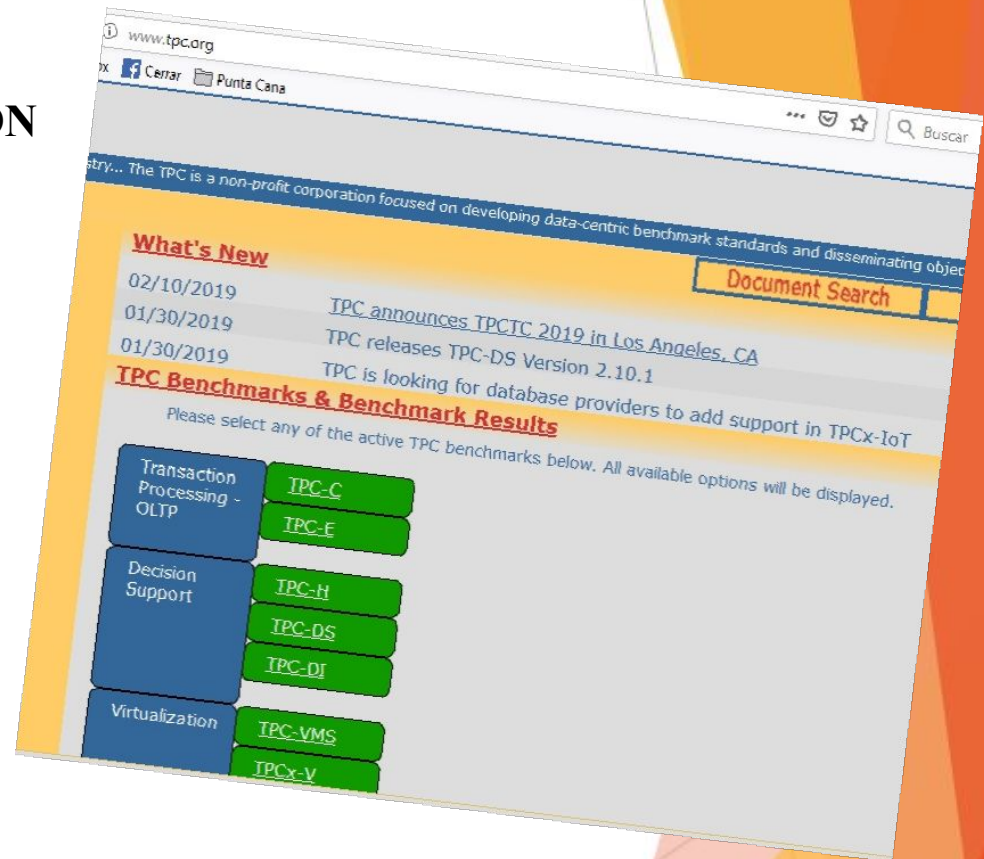 ON
www.tpc.org
Cerrar Punta Cana
Buscar
The TPC is a non-profit corporation focused on developing data-centric benchmark standards and disseminating
What's New
Document Search
02/10/2019 TPC announces TPCTC 2019 in Los Angeles, CA
01/30/2019 TPC releases TPC-DS Version 2.10.1
01/30/2019 TPC is looking for database providers to add support in TPCx-IoT
TPC Benchmarks & Benchmark Results
Please select any of the active TPC benchmarks below. All available options will be displayed.
Transaction
Processing -
OLTP
TPC-C
TPC-E
Decision
Support
TPC-H
TPC-DS
TPC-DI
Virtualization
TPC-VMS
TPCx-V